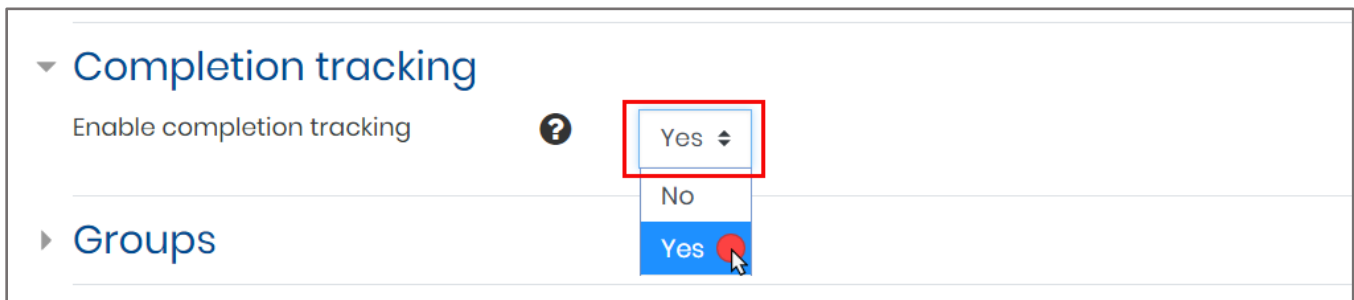 Completion tracking
Enable completion tracking
Yes
No
Yes
Groups